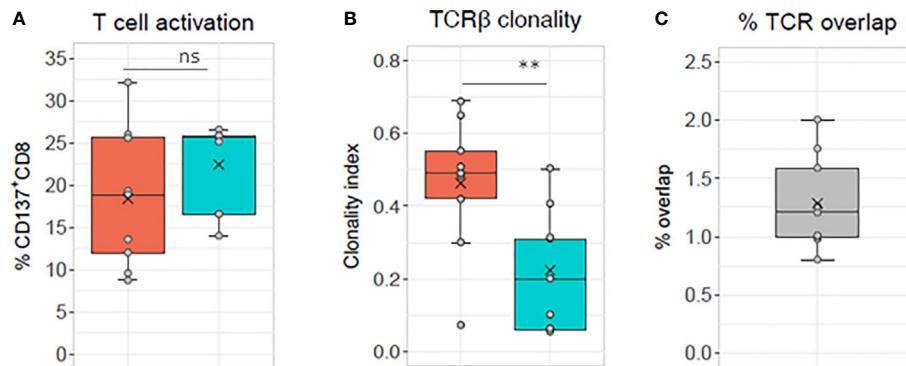 A
T cell activation
% CD137⁺CD8
35
30
25
20
15
10
5
0
ns
B
TCRβ clonality
Clonality index
0.8
0.6
0.4
0.2
0.0
**
C
% TCR overlap
% overlap
2.5
2.0
1.5
1.0
0.5
0.0